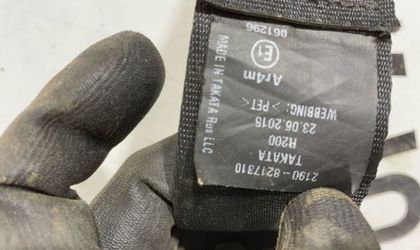 2190-8217310
TAKATA
R200
23.06.2015
WEBBING: >PET<
Ar4m
E1
061296
MADE IN TAKATA Rus LLC